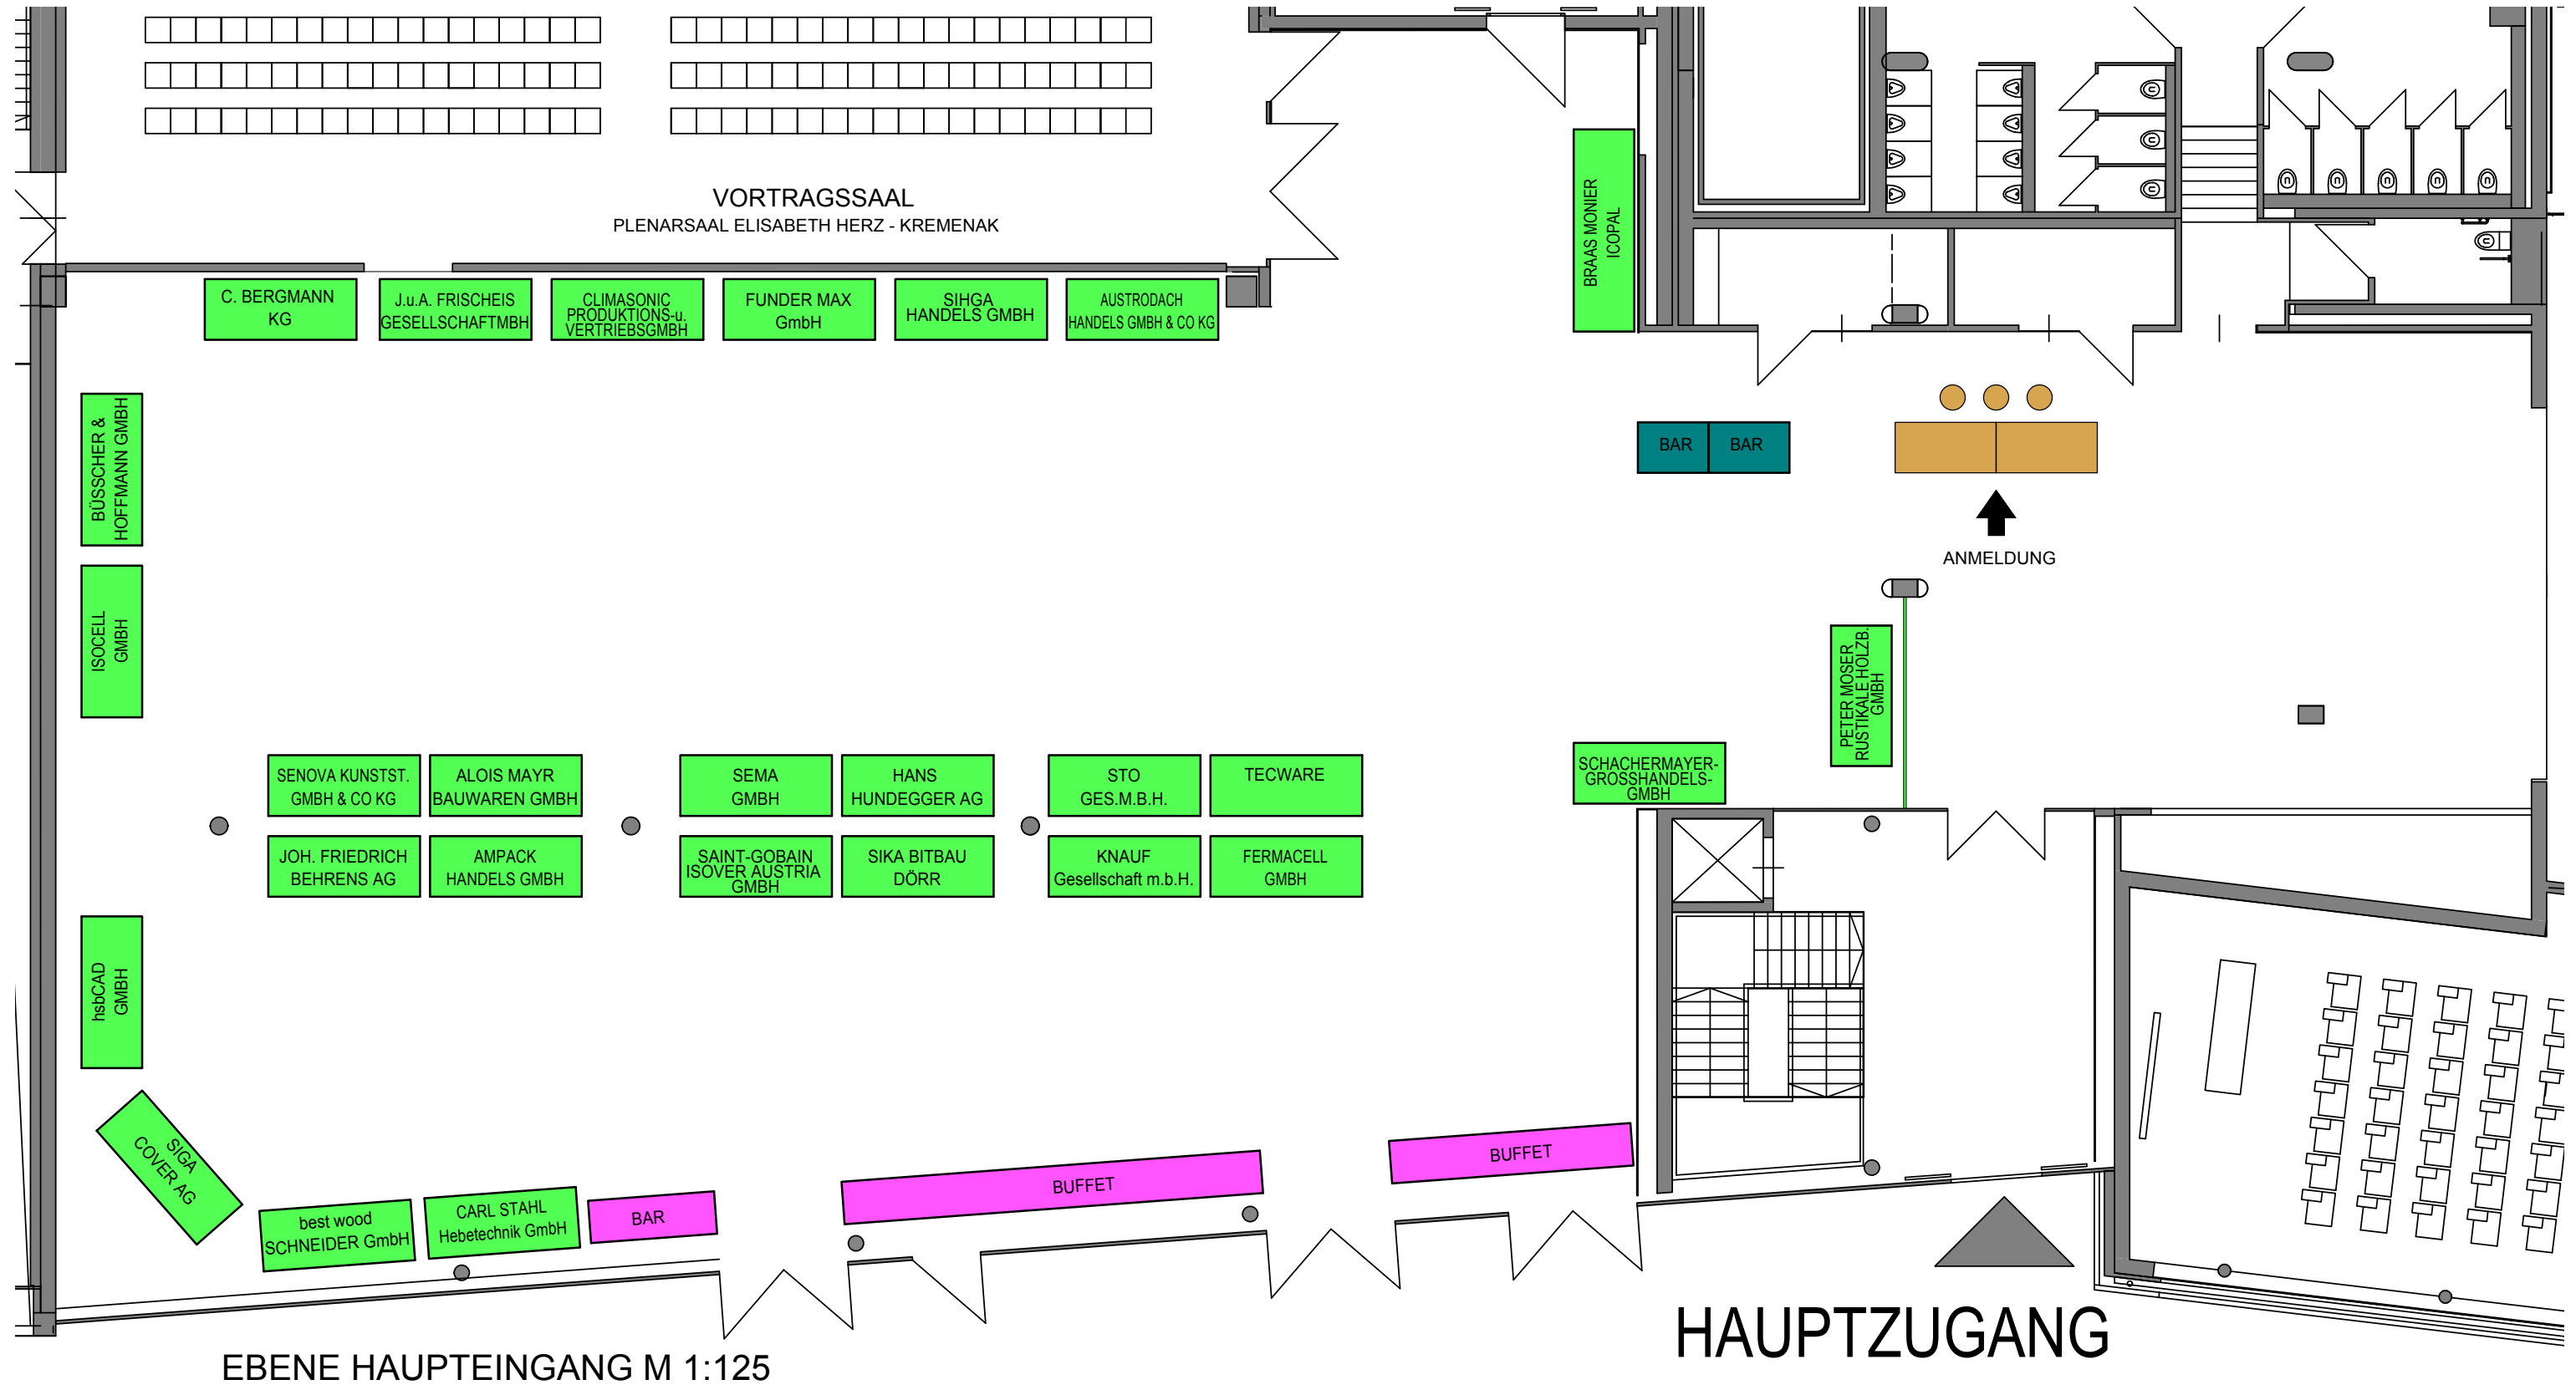 VORTRAGSSAAL
PLENARSAAL ELISABETH HERZ - KREMENAK
BRAAS MONIER
ICOPAL
C. BERGMANN
KG
J.u.A. FRISCHEIS
GESELLSCHAFTMBH
CLIMASONIC
PRODUKTIONS-u.
VERTRIEBSGMBH
FUNDER MAX
GmbH
SIHGA
HANDELS GMBH
AUSTRODACH
HANDELS GMBH & CO KG
BÜSSCHER &
HOFFMANN GMBH
BAR
BAR
ANMELDUNG
ISOCELL
GMBH
PETER MOSER
RUSTIKALE HOLZB.
GMBH
SCHACHERMAYER-
GROSSHANDELS-
GMBH
SENOVA KUNSTST.
GMBH & CO KG
ALOIS MAYR
BAUWAREN GMBH
SEMA
GMBH
HANS
HUNDEGGER AG
STO
GES.M.B.H.
TECWARE
JOH. FRIEDRICH
BEHRENS AG
AMPACK
HANDELS GMBH
SAINT-GOBAIN
ISOVER AUSTRIA
GMBH
SIKA BITBAU
DÖRR
KNAUF
Gesellschaft m.b.H.
FERMACELL
GMBH
hsbCAD
GMBH
SIGA
COVER AG
best wood
SCHNEIDER GmbH
CARL STAHL
Hebetechnik GmbH
BAR
BUFFET
BUFFET
HAUPTZUGANG
EBENE HAUPTEINGANG M 1:125